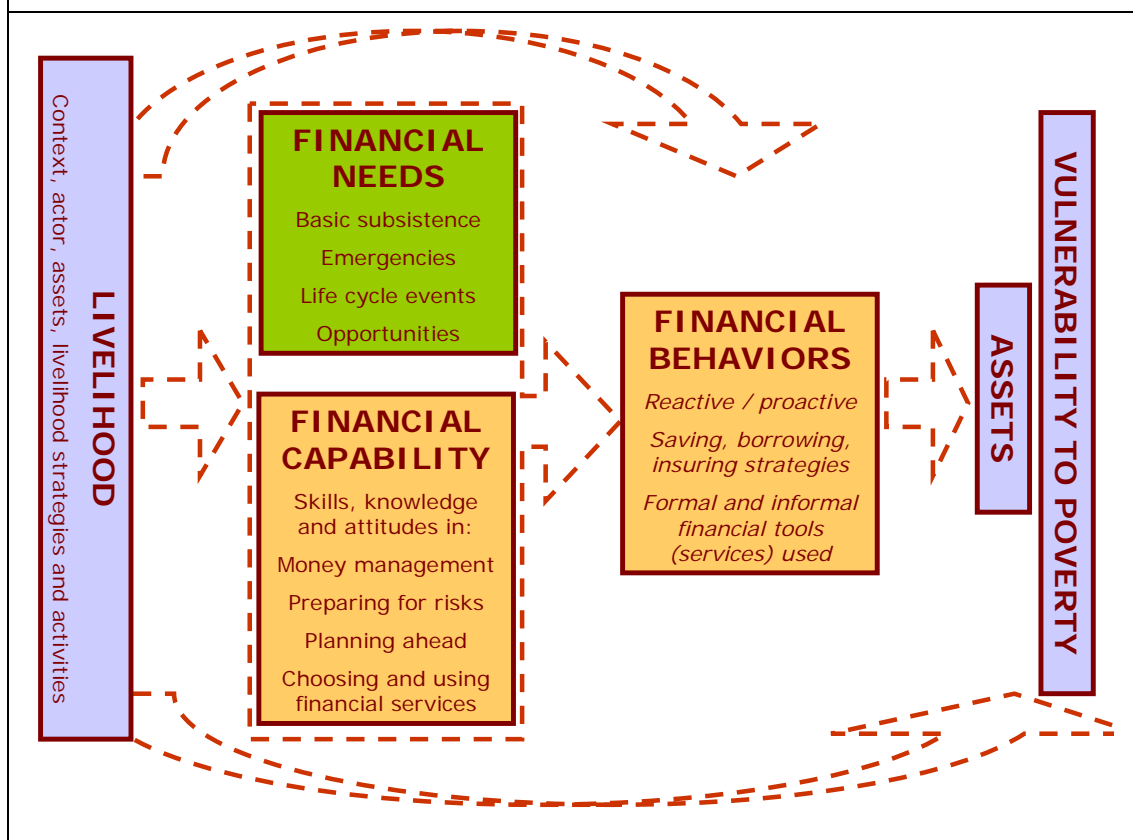 LIVELIHOOD
Context, actor, assets, livelihood strategies and activities
FINANCIAL
NEEDS
Basic subsistence
Emergencies
Life cycle events
Opportunities
FINANCIAL
CAPABILITY
Skills, knowledge
and attitudes in:
Money management
Preparing for risks
Planning ahead
Choosing and using
financial services
FINANCIAL
BEHAVIORS
Reactive / proactive
Saving, borrowing,
insuring strategies
Formal and informal
financial tools
(services) used
ASSETS
VULNERABILITY TO POVERTY